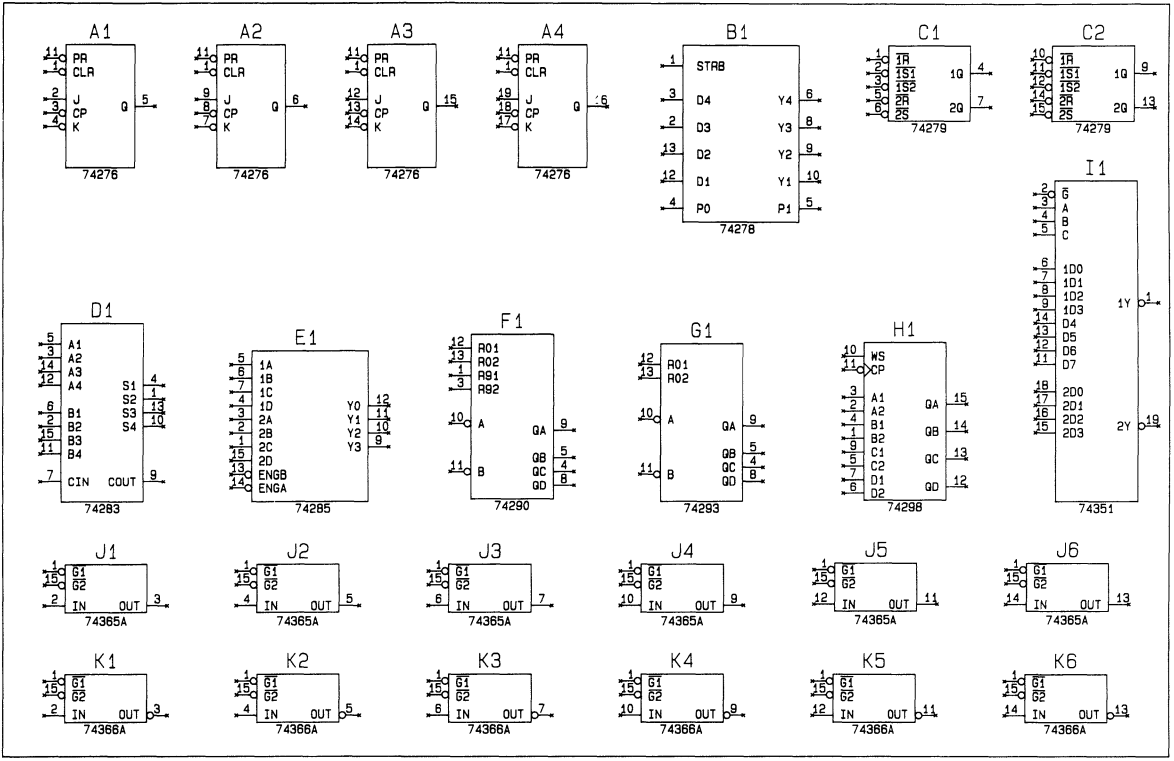 A1
11 PR
1 CLR
2 J
3 CP
4 K
Q 5
74276
A2
11 PR
1 CLR
9 J
8 CP
7 K
Q 6
74276
A3
11 PR
1 CLR
12 J
13 CP
14 K
Q 15
74276
A4
11 PR
1 CLR
19 J
18 CP
17 K
Q 16
74276
B1
1 STRB
3 D4 Y4 6
2 D3 Y3 8
13 D2 Y2 9
12 D1 Y1 10
4 P0 P1 5
74278
C1
1 1R
2 1S1 1Q 4
3 1S2
5 2R 2Q 7
6 2S
74279
C2
10 1R
11 1S1 1Q 9
12 1S2
14 2R 2Q 13
15 2S
74279
I1
2 G
3 A
4 B
5 C
6 1D0
7 1D1
8 1D2
9 1D3 1Y 1
14 D4
13 D5
12 D6
11 D7
18 2D0
17 2D1
16 2D2
15 2D3 2Y 19
74351
D1
5 A1
3 A2
14 A3
12 A4 S1 4
S2 1
6 B1 S3 13
2 B2 S4 10
15 B3
11 B4
7 CIN COUT 9
74283
E1
5 1A
6 1B
7 1C
4 1D Y0 12
3 2A Y1 11
2 2B Y2 10
1 2C Y3 9
15 2D
13 ENGB
14 ENGA
74285
F1
12 R01
13 R02
1 R91
3 R92
10 A QA 9
QB 5
11 B QC 4
QD 8
74290
G1
12 R01
13 R02
10 A QA 9
QB 5
11 B QC 4
QD 8
74293
H1
10 WS
11 CP
3 A1 QA 15
2 A2
4 B1 QB 14
1 B2
9 C1 QC 13
5 C2
7 D1 QD 12
6 D2
74298
J1
1 G1
15 G2
2 IN OUT 3
74365A
J2
1 G1
15 G2
4 IN OUT 5
74365A
J3
1 G1
15 G2
6 IN OUT 7
74365A
J4
1 G1
15 G2
10 IN OUT 9
74365A
J5
1 G1
15 G2
12 IN OUT 11
74365A
J6
1 G1
15 G2
14 IN OUT 13
74365A
K1
1 G1
15 G2
2 IN OUT 3
74366A
K2
1 G1
15 G2
4 IN OUT 5
74366A
K3
1 G1
15 G2
6 IN OUT 7
74366A
K4
1 G1
15 G2
10 IN OUT 9
74366A
K5
1 G1
15 G2
12 IN OUT 11
74366A
K6
1 G1
15 G2
14 IN OUT 13
74366A